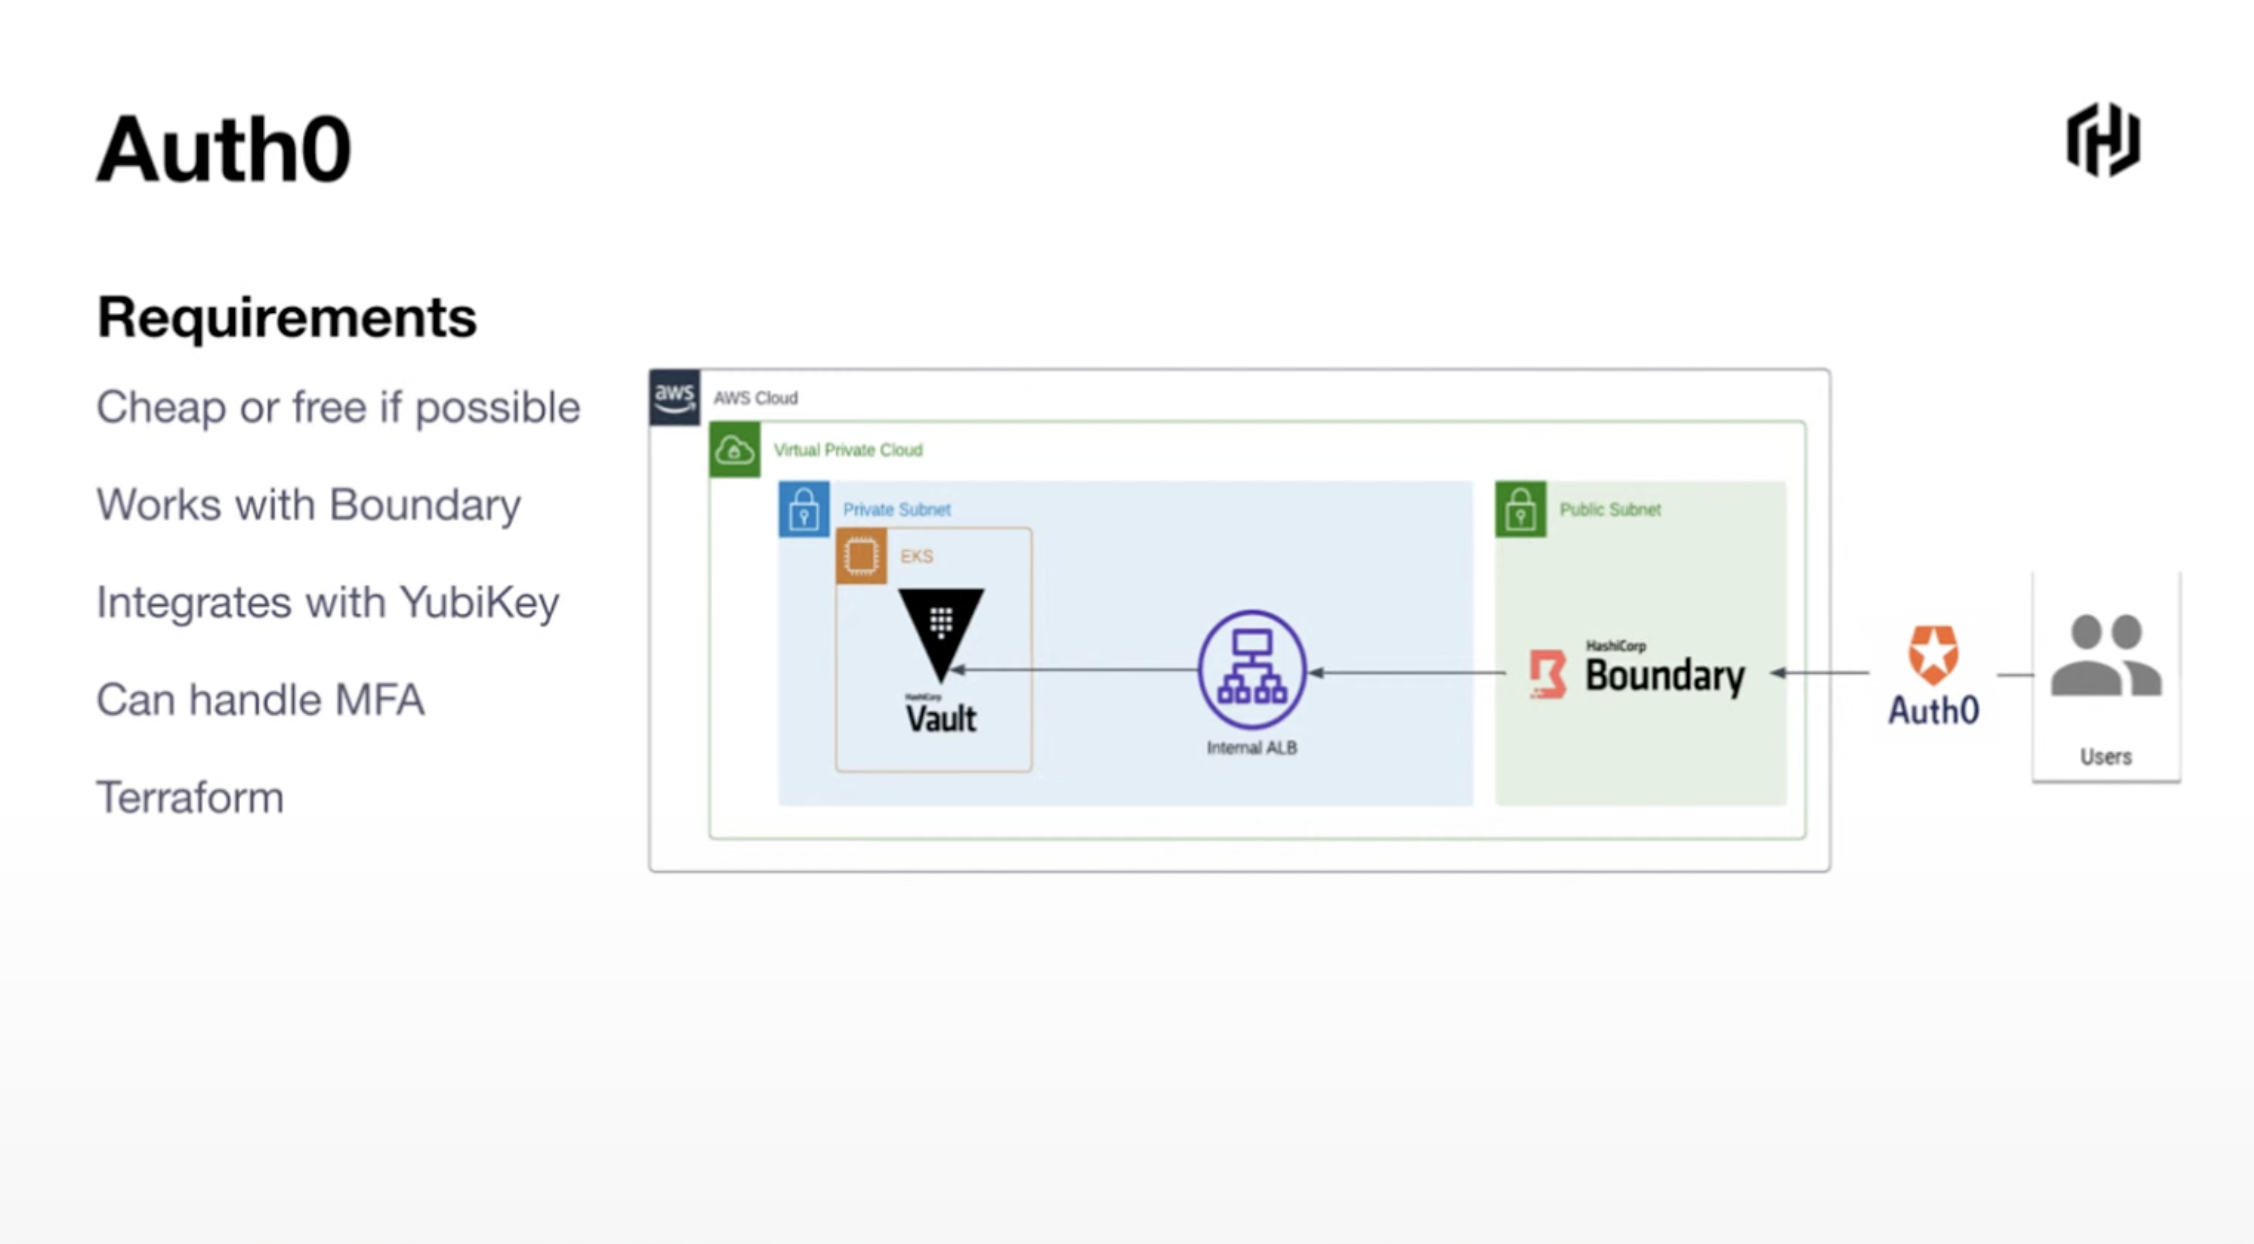 Auth0
Requirements
Cheap or free if possible
Works with Boundary
Integrates with YubiKey
Can handle MFA
Terraform
aws
AWS Cloud
Virtual Private Cloud
Private Subnet
EKS
HashiCorp
Vault
Internal ALB
Public Subnet
HashiCorp
Boundary
Auth0
Users